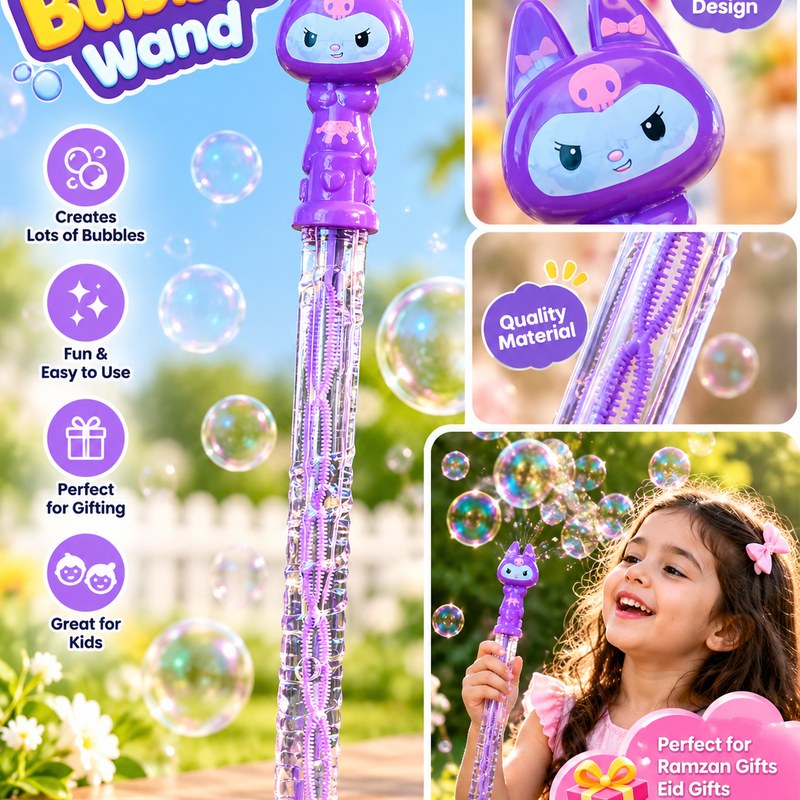 Bubble
Wand
Creates
Lots of Bubbles
Fun &
Easy to Use
Perfect
for Gifting
Great for
Kids
Design
Quality
Material
Perfect for
Ramzan Gifts
Eid Gifts